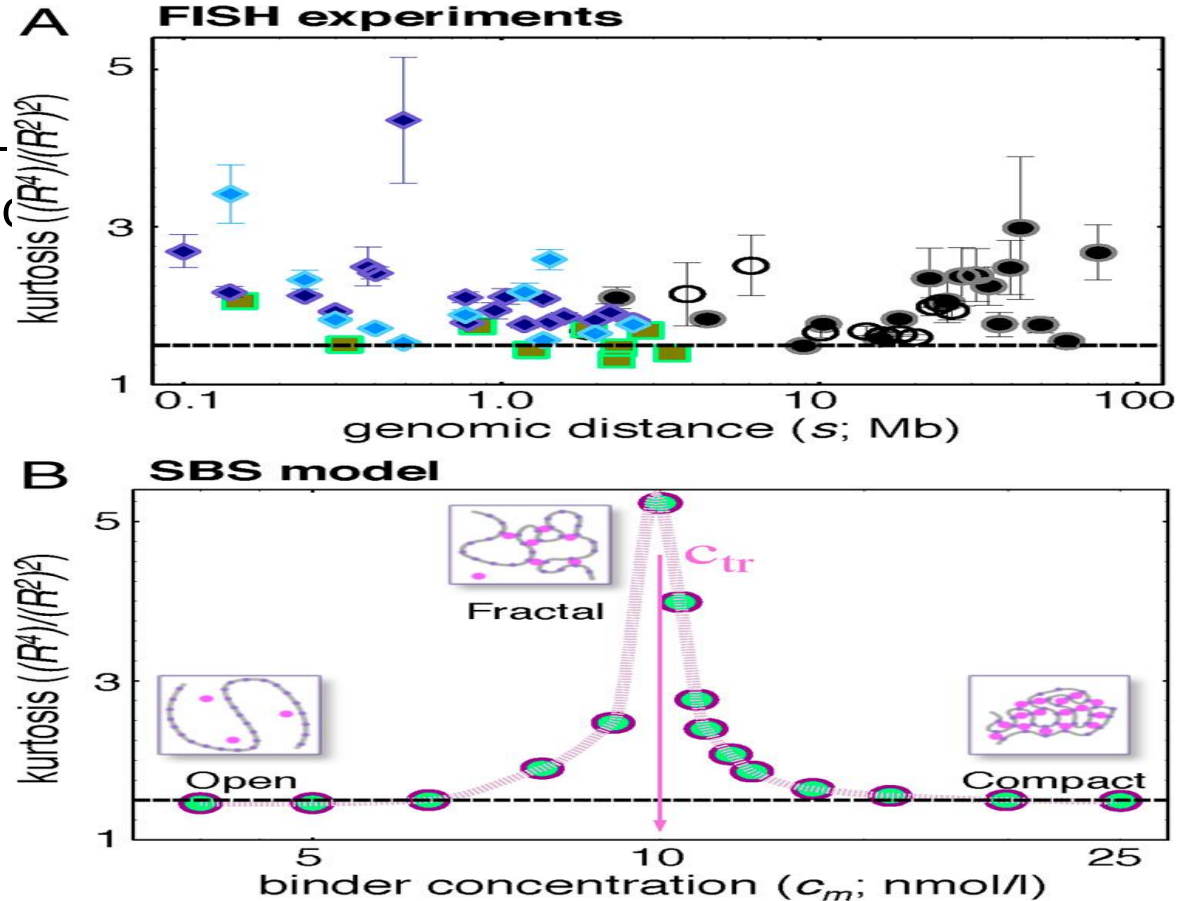 A FISH experiments
kurtosis ((R⁴)/(R²)²)
5
3
1
0.1 1.0 10 100
genomic distance (s; Mb)
B SBS model
kurtosis ((R⁴)/(R²)²)
5
3
1
c_tr
Fractal
Open
Compact
5 10 25
binder concentration (c_m; nmol/l)